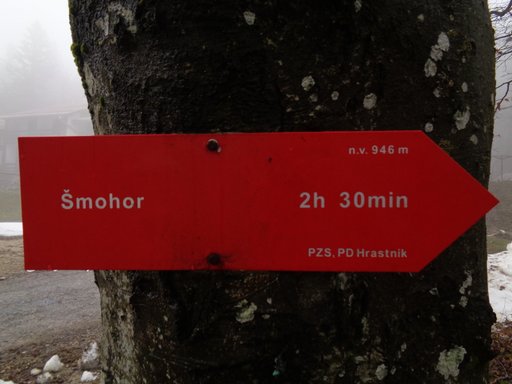 n.v. 946 m
Šmohor 2h 30min
PZS, PD Hrastnik